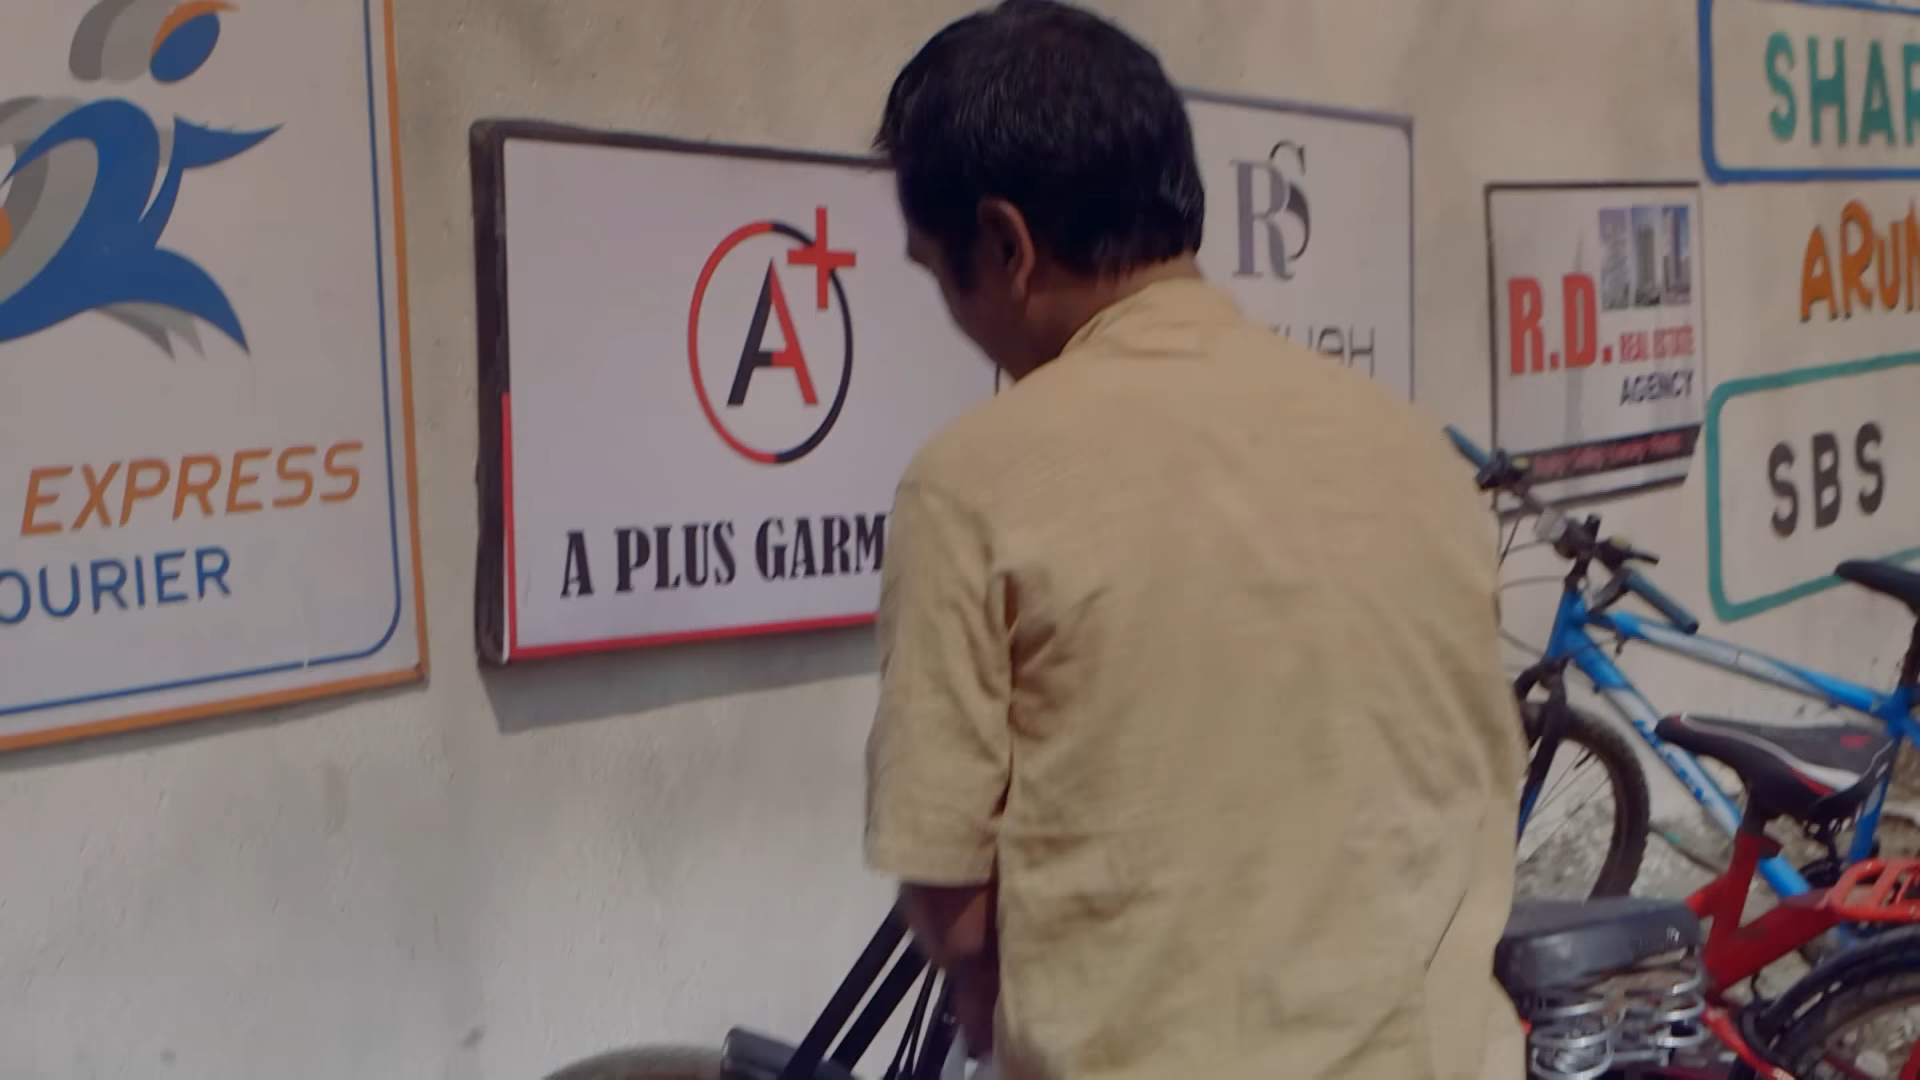 EXPRESS
OURIER
A+
A PLUS GARM
RS
R.D.
REAL ESTATE
AGENCY
SHAR
ARUN
SBS